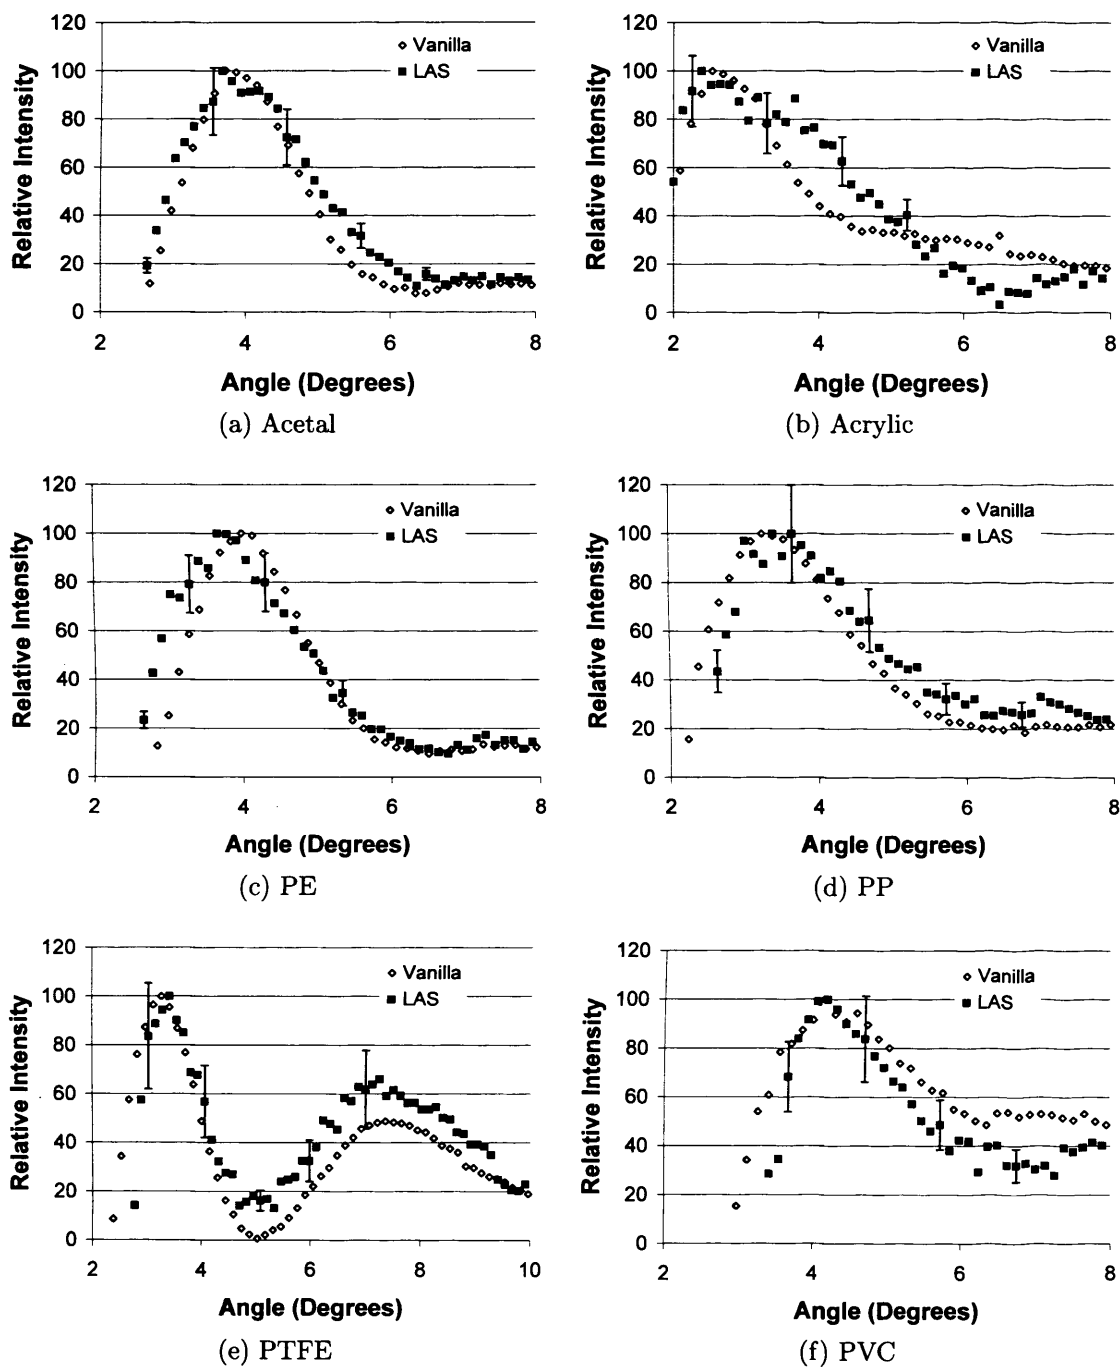 120
100
80
60
40
20
0
Relative Intensity
Vanilla
LAS
2 4 6 8
Angle (Degrees)
(a) Acetal
120
100
80
60
40
20
0
Relative Intensity
Vanilla
LAS
2 4 6 8
Angle (Degrees)
(b) Acrylic
120
100
80
60
40
20
0
Relative Intensity
Vanilla
LAS
2 4 6 8
Angle (Degrees)
(c) PE
120
100
80
60
40
20
0
Relative Intensity
Vanilla
LAS
2 4 6 8
Angle (Degrees)
(d) PP
120
100
80
60
40
20
0
Relative Intensity
Vanilla
LAS
2 4 6 8 10
Angle (Degrees)
(e) PTFE
120
100
80
60
40
20
0
Relative Intensity
Vanilla
LAS
2 4 6 8
Angle (Degrees)
(f) PVC